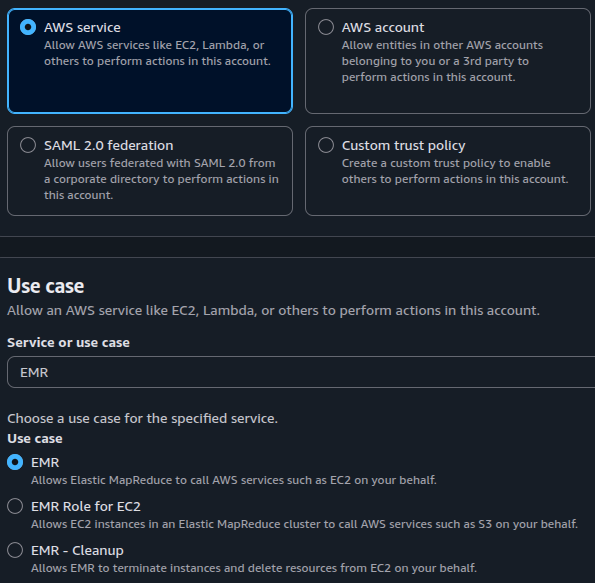 AWS service
Allow AWS services like EC2, Lambda, or
others to perform actions in this account.
AWS account
Allow entities in other AWS accounts
belonging to you or a 3rd party to
perform actions in this account.
SAML 2.0 federation
Allow users federated with SAML 2.0 from
a corporate directory to perform actions in
this account.
Custom trust policy
Create a custom trust policy to enable
others to perform actions in this account.
Use case
Allow an AWS service like EC2, Lambda, or others to perform actions in this account.
Service or use case
EMR
Choose a use case for the specified service.
Use case
EMR
Allows Elastic MapReduce to call AWS services such as EC2 on your behalf.
EMR Role for EC2
Allows EC2 instances in an Elastic MapReduce cluster to call AWS services such as S3 on your behalf.
EMR - Cleanup
Allows EMR to terminate instances and delete resources from EC2 on your behalf.